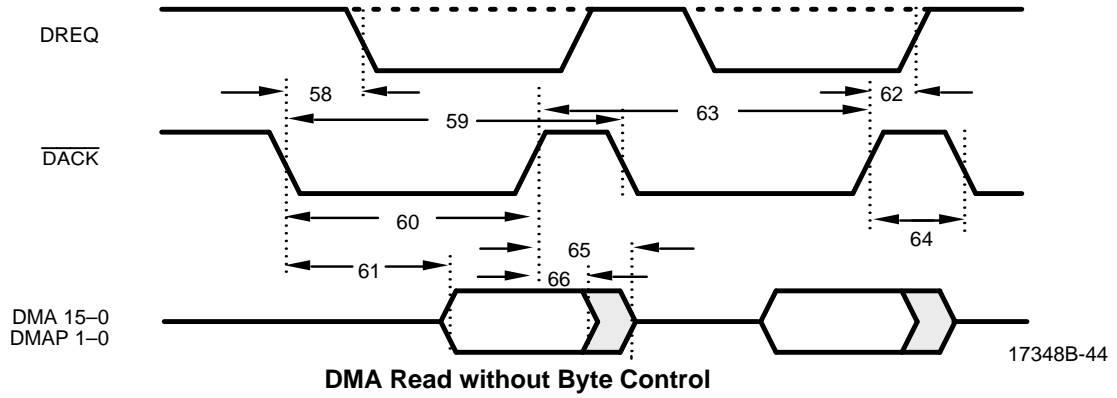 DREQ
58
62
59
63
DACK
60
64
65
61
66
DMA 15–0
DMAP 1–0
17348B-44
DMA Read without Byte Control